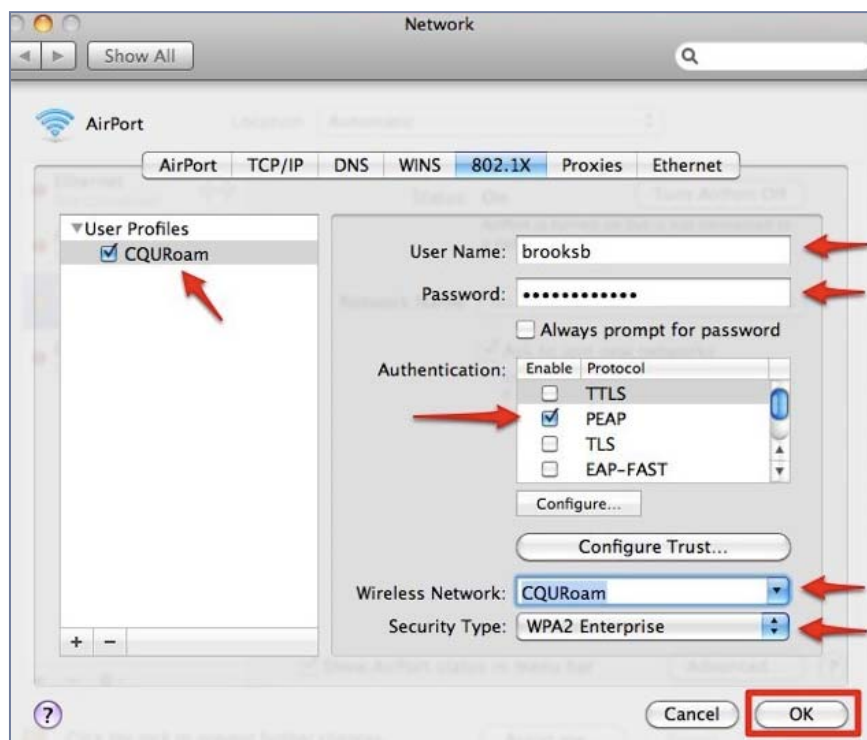 Network
Show All
AirPort
AirPort TCP/IP DNS WINS 802.1X Proxies Ethernet
User Profiles
CQURoam
User Name: brooksb
Password: ••••••••••••
Always prompt for password
Authentication: Enable Protocol
TTLS
PEAP
TLS
EAP-FAST
Configure...
Configure Trust...
Wireless Network: CQURoam
Security Type: WPA2 Enterprise
+ −
? Cancel OK